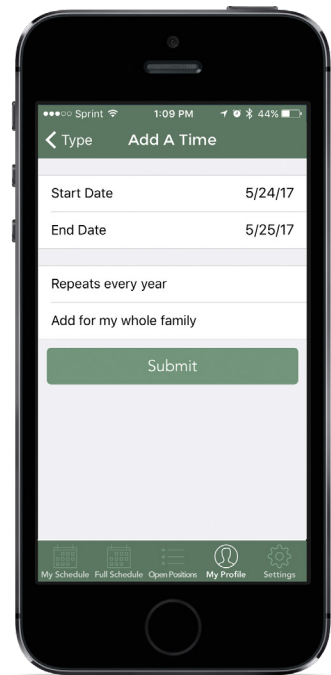 Sprint 1:09 PM 44%
Type Add A Time
Start Date 5/24/17
End Date 5/25/17
Repeats every year
Add for my whole family
Submit
My Schedule Full Schedule Open Positions My Profile Settings